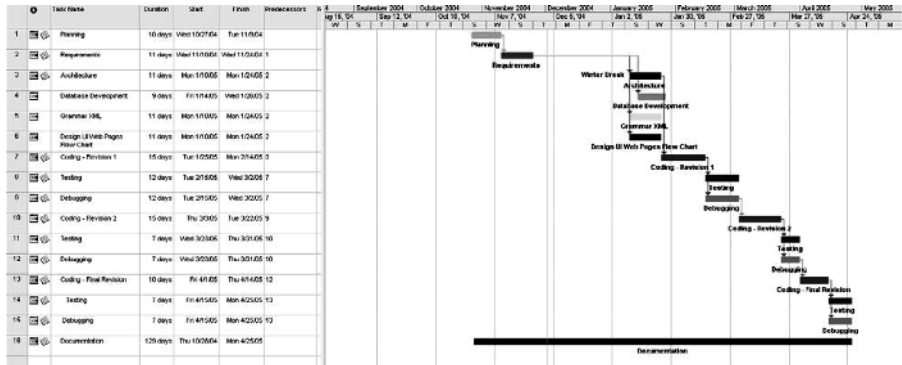 Task Name Duration Start Finish Predecessors
4 September 2004 October 2004 November 2004 December 2004 January 2005 February 2005 March 2005 April 2005 May 2005
ug 15, '04 Sep 12, '04 Oct 10, '04 Nov 7, '04 Dec 5, '04 Jan 2, '05 Jan 30, '05 Feb 27, '05 Mar 27, '05 Apr 24, '05
1 Planning 10 days Wed 10/27/04 Tue 11/9/04
Planning
2 Requirements 11 days Wed 11/10/04 Wed 11/24/04 1
Requirements
3 Architecture 11 days Mon 1/10/05 Mon 1/24/05 2
Winter Break
Architecture
4 Database Development 9 days Fri 1/14/05 Wed 1/26/05 2
Database Development
5 Grammar XML 11 days Mon 1/10/05 Mon 1/24/05 2
Grammar XML
6 Design UI Web Pages 11 days Mon 1/10/05 Mon 1/24/05 2
Flow Chart
Design UI Web Pages Flow Chart
7 Coding - Revision 1 15 days Tue 1/25/05 Mon 2/14/05 3
Coding - Revision 1
8 Testing 12 days Tue 2/15/05 Wed 3/2/05 7
Testing
9 Debugging 12 days Tue 2/15/05 Wed 3/2/05 7
Debugging
10 Coding - Revision 2 15 days Thu 3/3/05 Tue 3/22/05 9
Coding - Revision 2
11 Testing 7 days Wed 3/23/05 Thu 3/31/05 10
Testing
12 Debugging 7 days Wed 3/23/05 Thu 3/31/05 10
Debugging
13 Coding - Final Revision 10 days Fri 4/1/05 Thu 4/14/05 12
Coding - Final Revision
14 Testing 7 days Fri 4/15/05 Mon 4/25/05 13
Testing
15 Debugging 7 days Fri 4/15/05 Mon 4/25/05 13
Debugging
16 Documentation 129 days Thu 10/28/04 Mon 4/25/05
Documentation